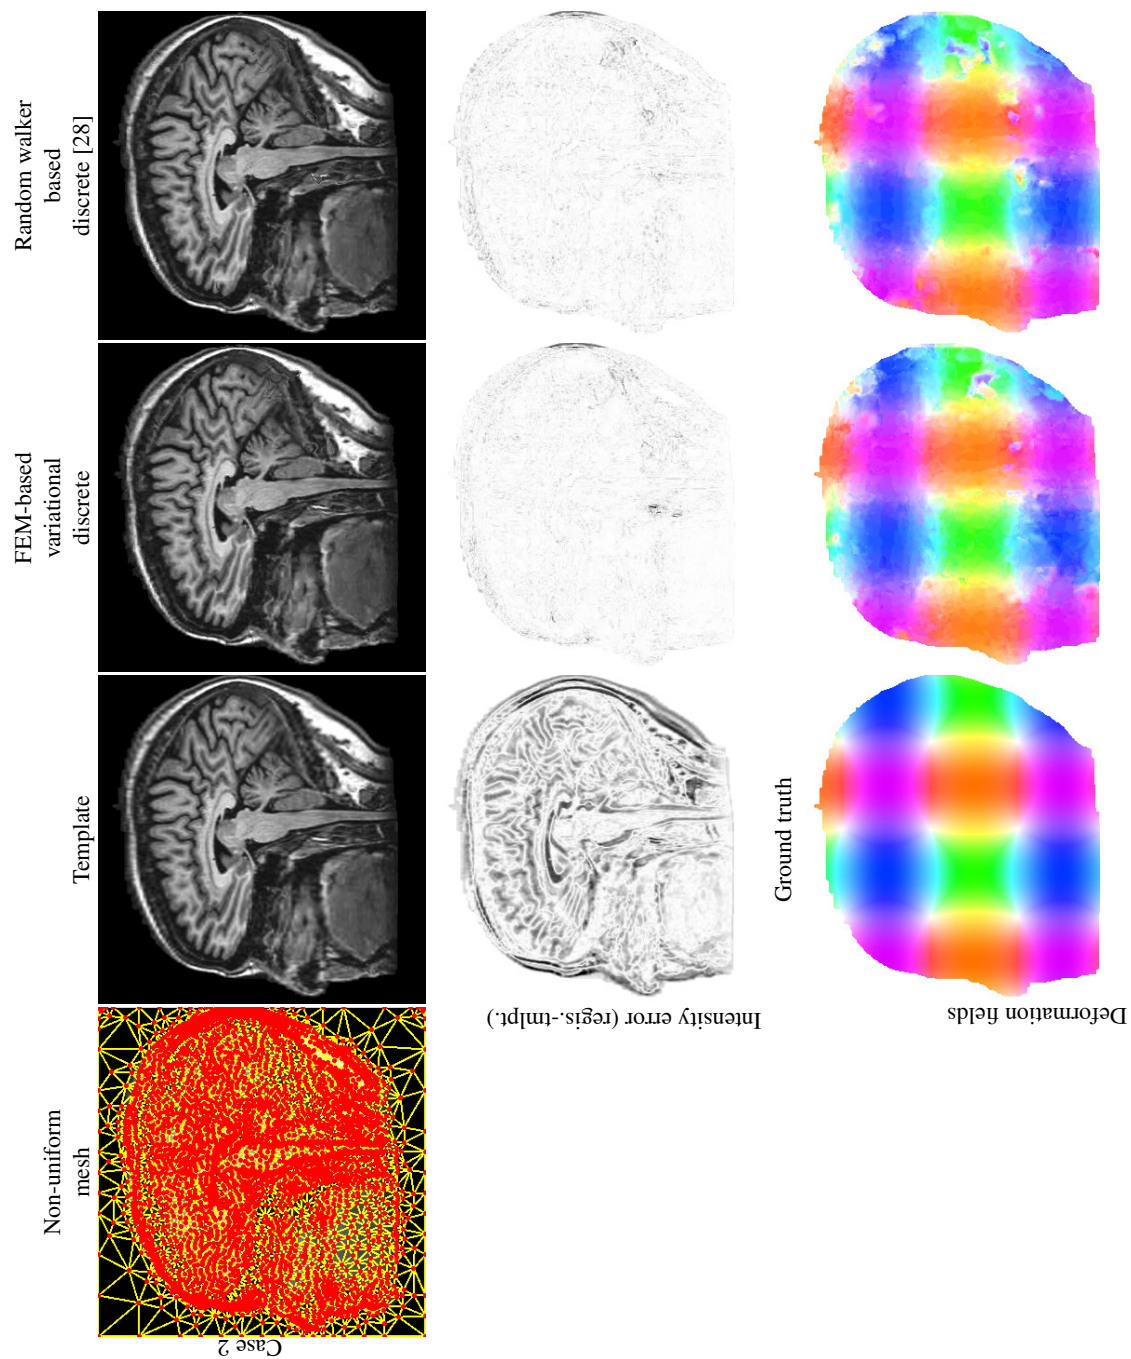 Non-uniform
mesh
Template
FEM-based
variational
discrete
Random walker
based
discrete [28]
Case 2
Intensity error (regis.-tmlpt.)
Ground truth
Deformation fields